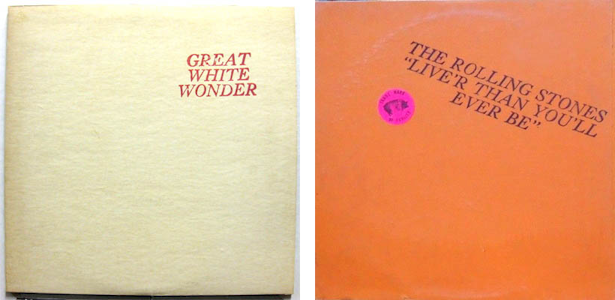 GREAT
WHITE
WONDER
THE ROLLING STONES
"LIVE'R THAN YOU'LL
EVER BE"